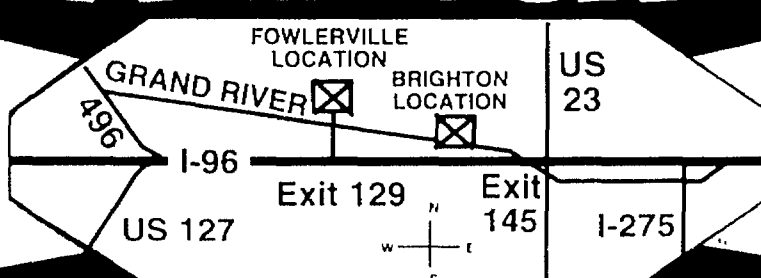 FOWLERVILLE
LOCATION
US
23
GRAND RIVER
BRIGHTON
LOCATION
496
I-96
Exit 129
Exit
145
I-275
US 127
N
W
E
S